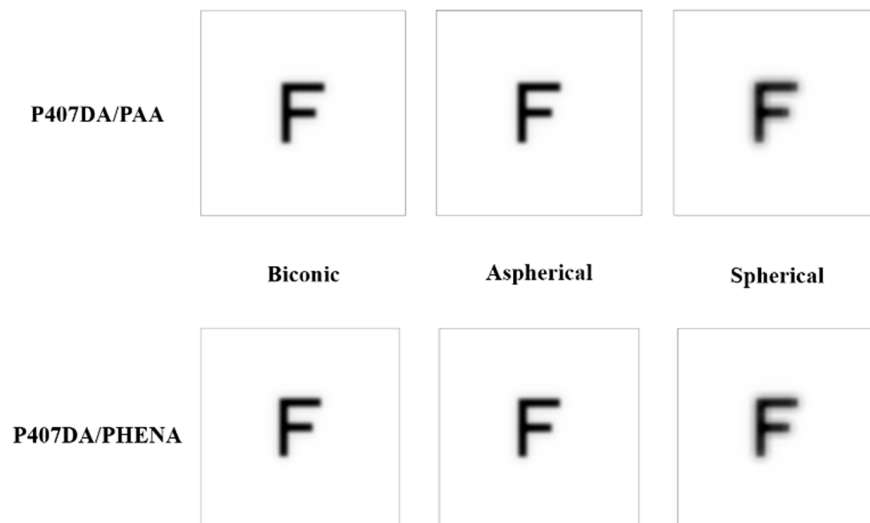 P407DA/PAA
F
F
F
Biconic
Aspherical
Spherical
P407DA/PHENA
F
F
F